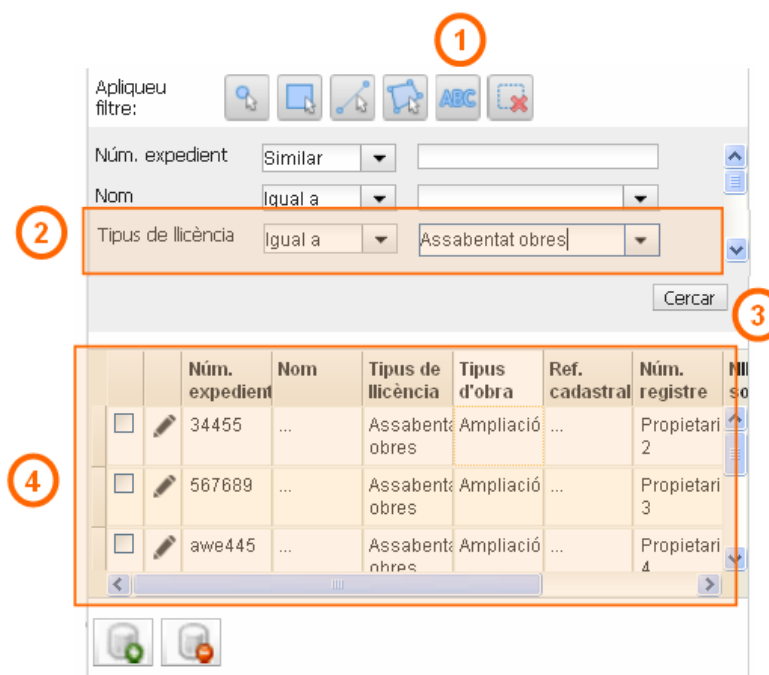 1
Apliqueu
filtre:
ABC
Núm. expedient Similar
Nom Igual a
2
Tipus de llicència Igual a Assabentat obres
Cercar
3
Núm. expedient Nom Tipus de llicència Tipus d'obra Ref. cadastral Núm. registre
34455 ... Assabenta obres Ampliació ... Propietari 2
4
567689 ... Assabenta obres Ampliació ... Propietari 3
awe445 ... Assabenta obres Ampliació ... Propietari 4